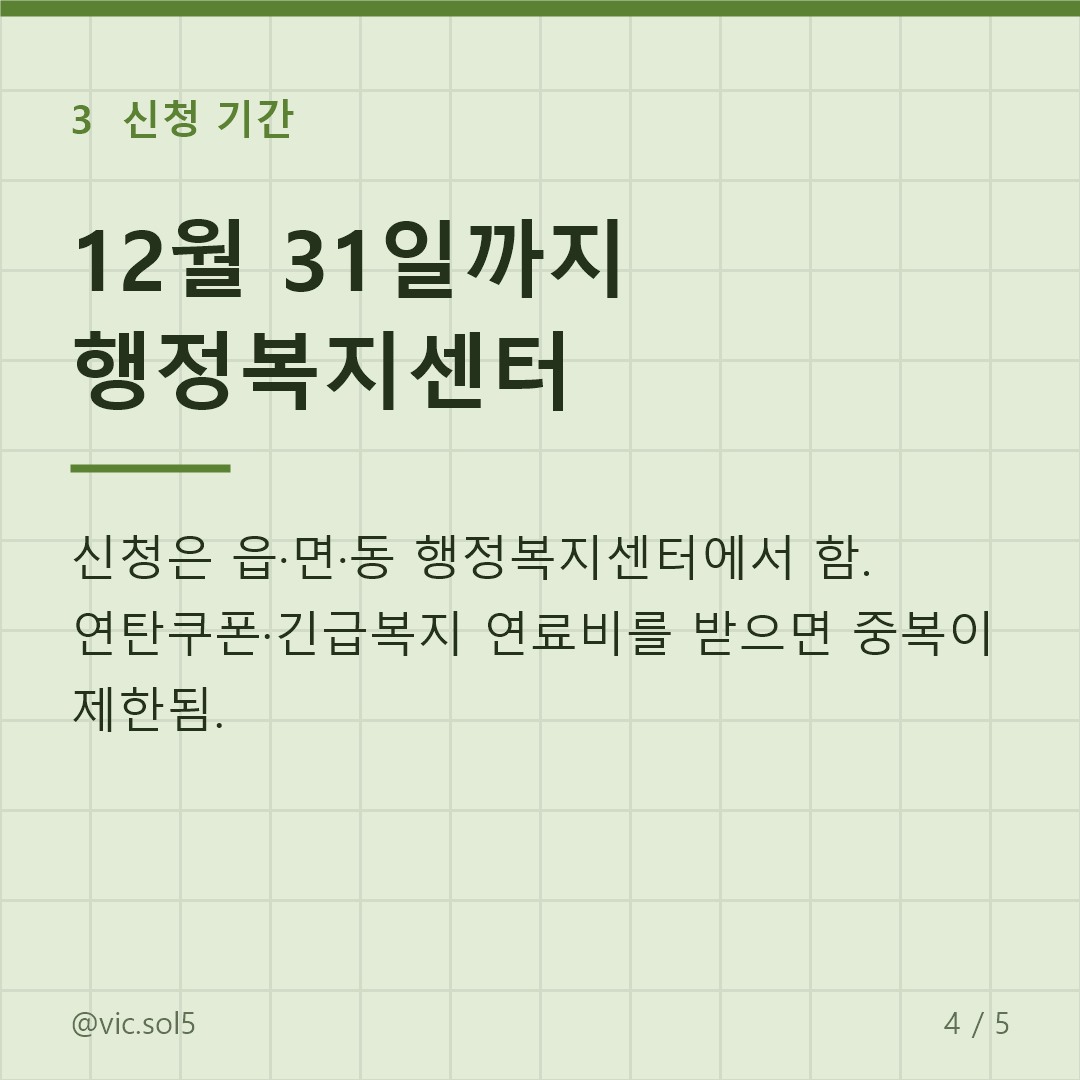 3 신청 기간
12월 31일까지
행정복지센터
신청은 읍·면·동 행정복지센터에서 함.
연탄쿠폰·긴급복지 연료비를 받으면 중복이
제한됨.
@vic.sol5
4 / 5